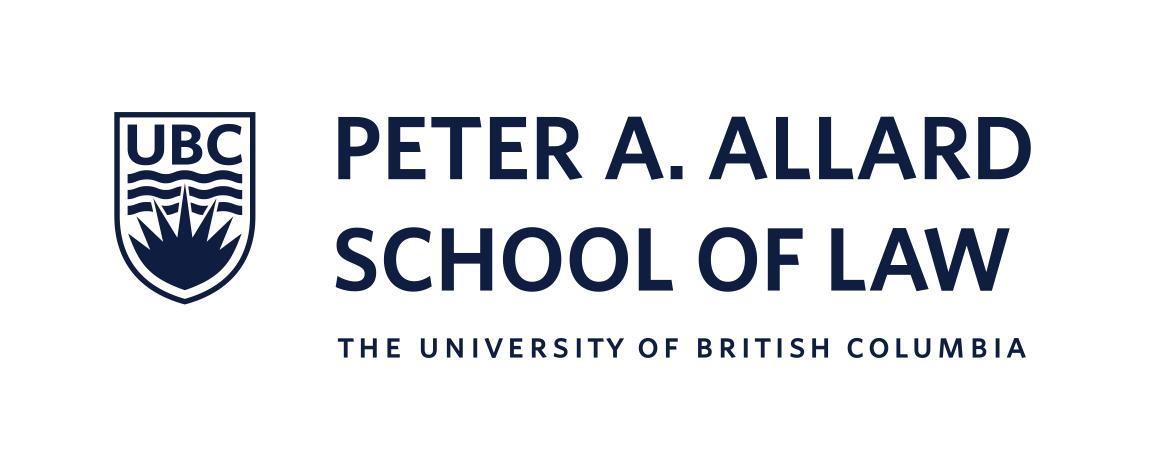 UBC
PETER A. ALLARD
SCHOOL OF LAW
THE UNIVERSITY OF BRITISH COLUMBIA